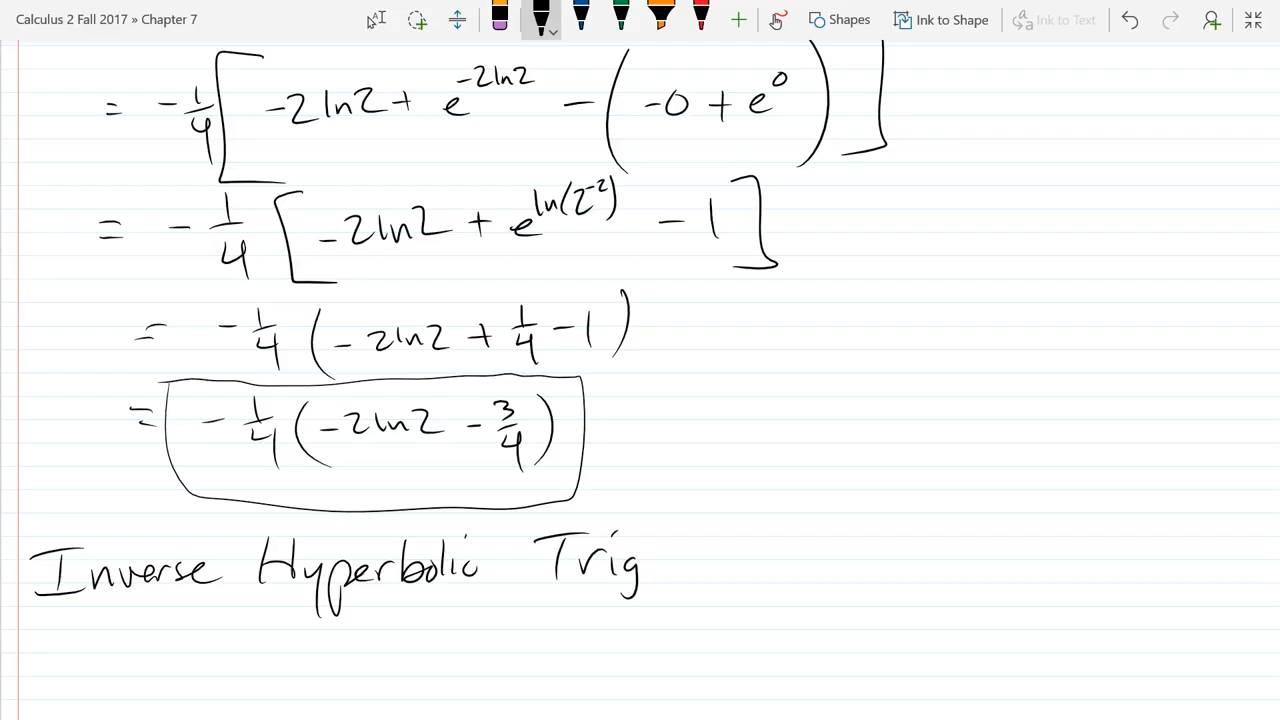 Calculus 2 Fall 2017 » Chapter 7 Shapes Ink to Shape Ink to Text
= -1/4 [ -2ln2 + e^(-2ln2) - ( -0 + e^0 ) ]
= -1/4 [ -2ln2 + e^(ln(2^-2)) - 1 ]
= -1/4 ( -2ln2 + 1/4 - 1 )
= -1/4 ( -2ln2 - 3/4 )
Inverse Hyperbolic Trig